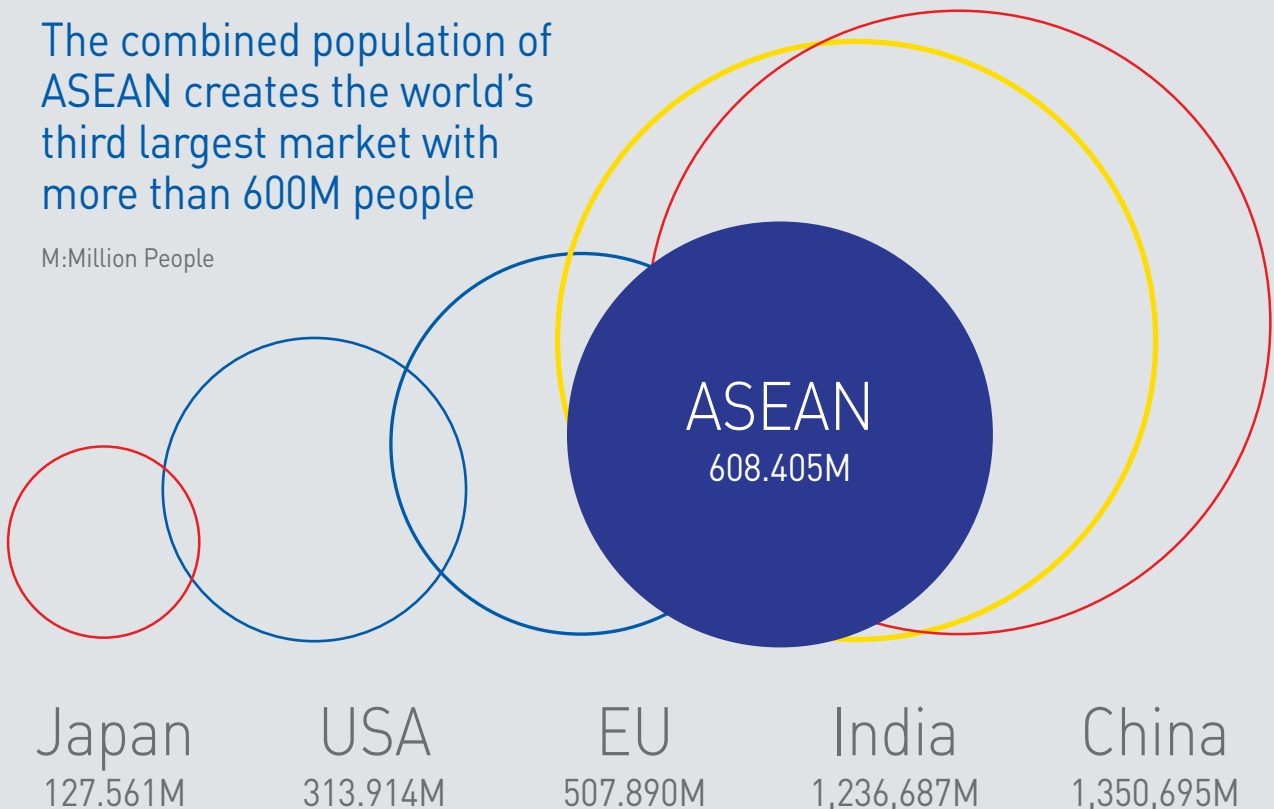 The combined population of
ASEAN creates the world's
third largest market with
more than 600M people
M:Million People
ASEAN
608.405M
Japan
127.561M
USA
313.914M
EU
507.890M
India
1,236,687M
China
1,350,695M